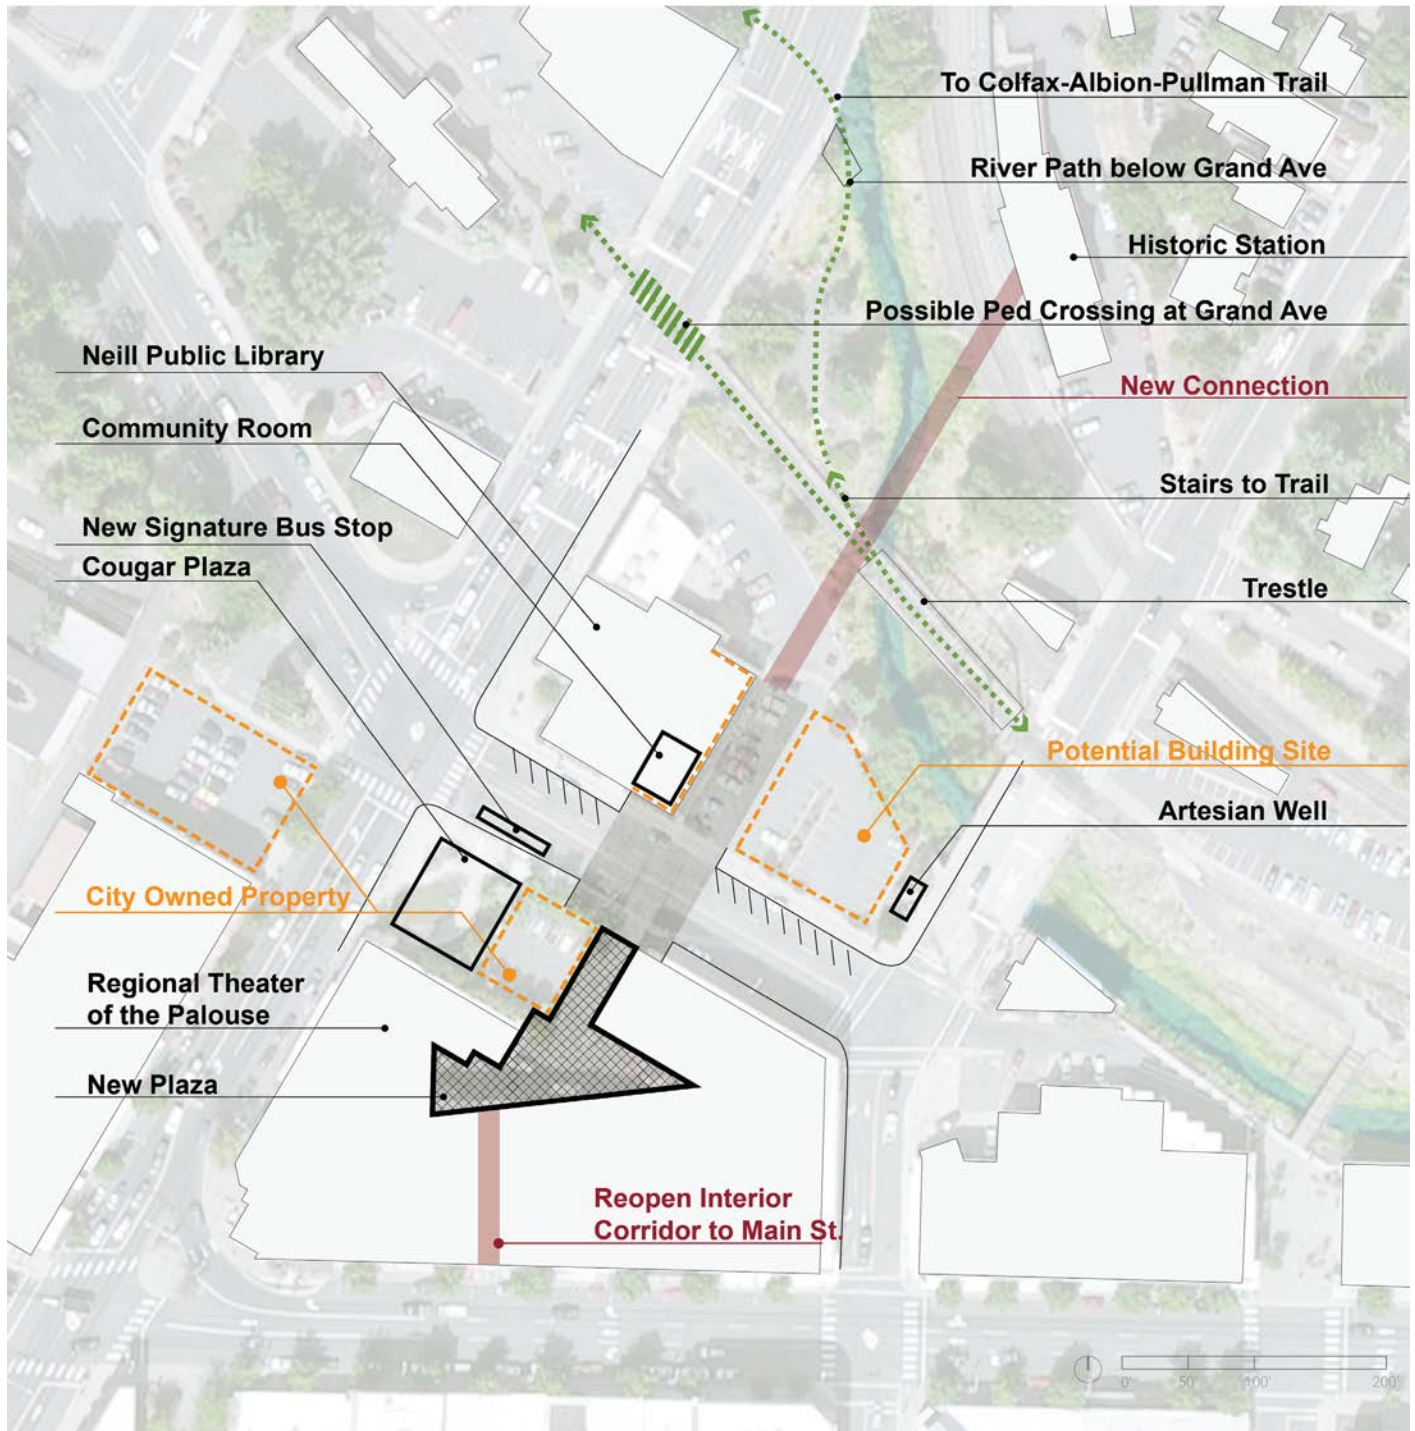 To Colfax-Albion-Pullman Trail
River Path below Grand Ave
Historic Station
Possible Ped Crossing at Grand Ave
Neill Public Library
New Connection
Community Room
Stairs to Trail
New Signature Bus Stop
Cougar Plaza
Trestle
Potential Building Site
Artesian Well
City Owned Property
Regional Theater
of the Palouse
New Plaza
Reopen Interior
Corridor to Main St.
0' 50' 100' 200'